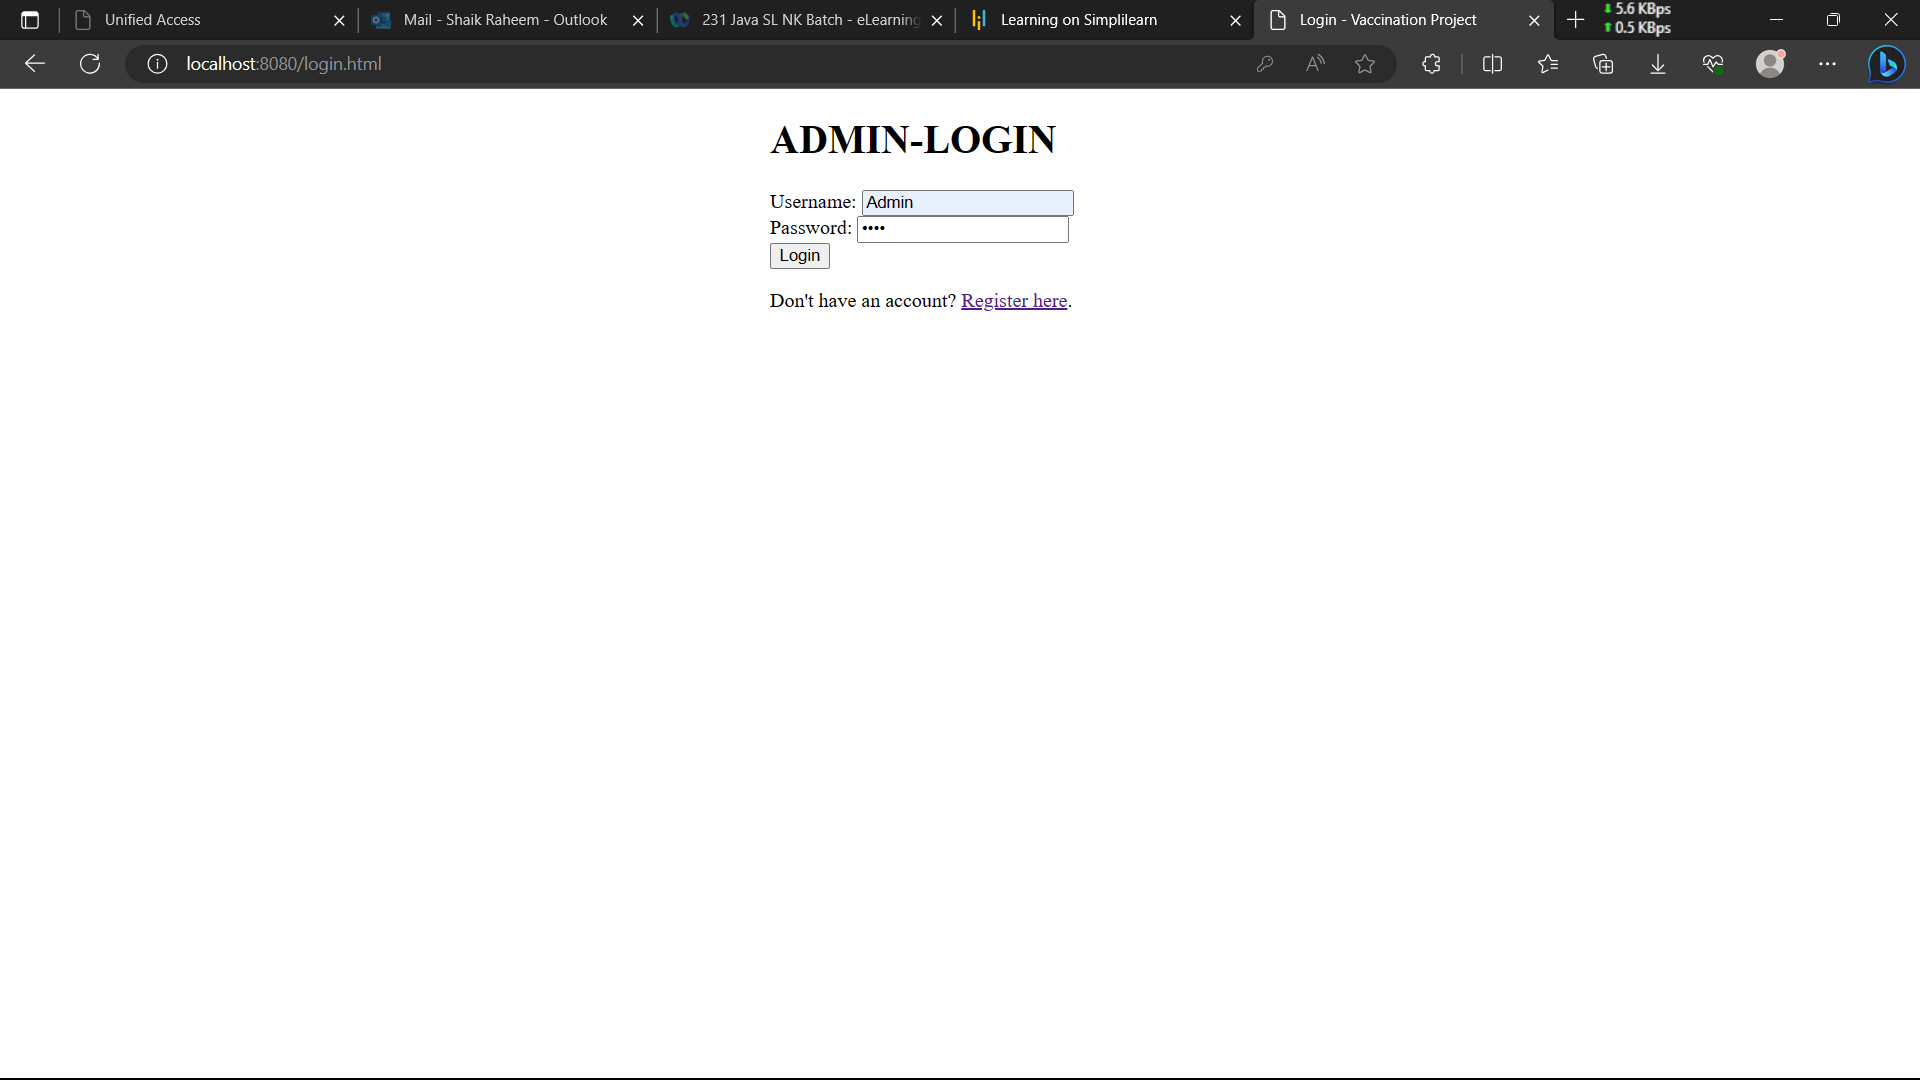 Unified Access
Mail - Shaik Raheem - Outlook
231 Java SL NK Batch - eLearning
Learning on Simplilearn
Login - Vaccination Project
5.6 KBps
0.5 KBps
localhost:8080/login.html
ADMIN-LOGIN
Username: Admin
Password: ••••
Login
Don't have an account? Register here.